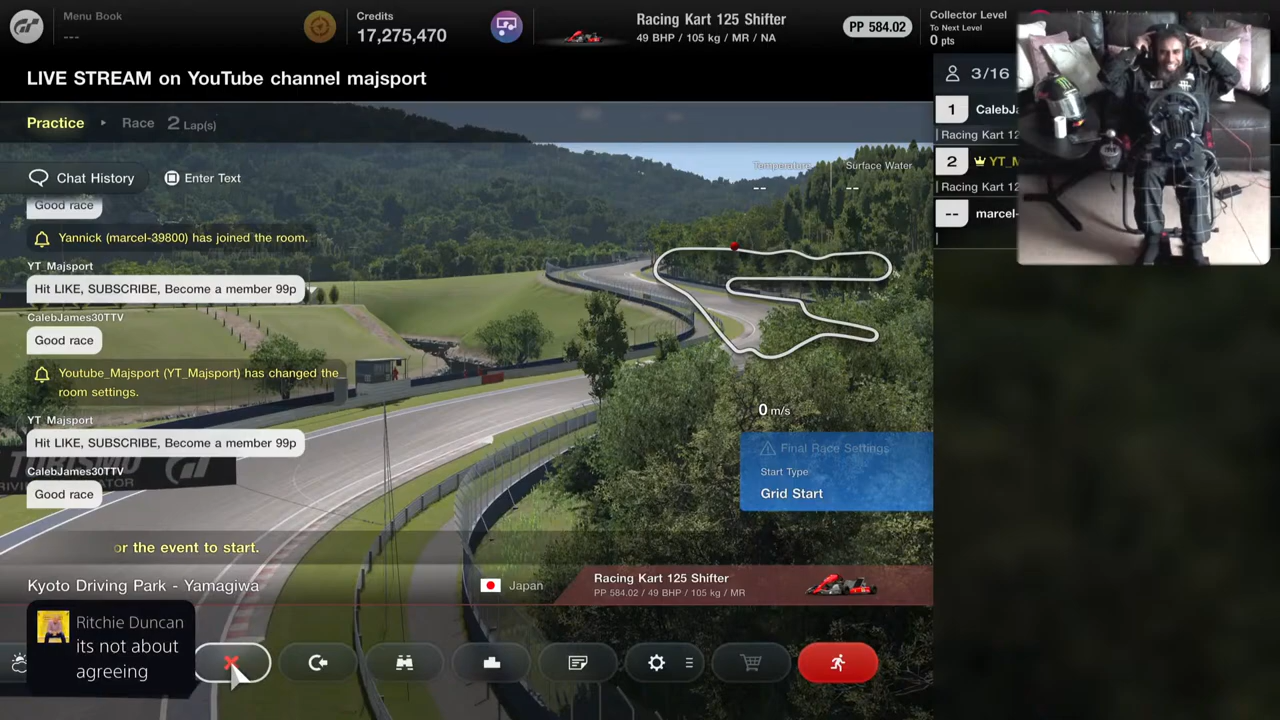 Menu Book
---
Credits
17,275,470
Racing Kart 125 Shifter
49 BHP / 105 kg / MR / NA
PP 584.02
Collector Level
To Next Level
0 pts
LIVE STREAM on YouTube channel majsport
3/16
Practice
Race 2 Lap(s)
1
CalebJa
Racing Kart 12
2
YT_M
Racing Kart 12
--
marcel-
Temperature
--
Surface Water
--
Chat History
Enter Text
Good race
Yannick (marcel-39800) has joined the room.
YT_Majsport
Hit LIKE, SUBSCRIBE, Become a member 99p
CalebJames30TTV
Good race
Youtube_Majsport (YT_Majsport) has changed the
room settings.
YT_Majsport
Hit LIKE, SUBSCRIBE, Become a member 99p
CalebJames30TTV
Good race
0 m/s
Final Race Settings
Start Type
Grid Start
or the event to start.
Kyoto Driving Park - Yamagiwa
Japan
Racing Kart 125 Shifter
PP 584.02 / 49 BHP / 105 kg / MR
Ritchie Duncan
its not about
agreeing